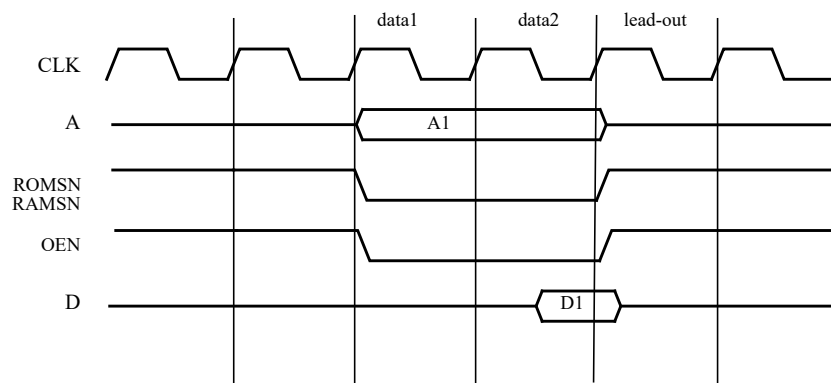 data1 data2 lead-out
CLK
A A1
ROMSN
RAMSN
OEN
D D1